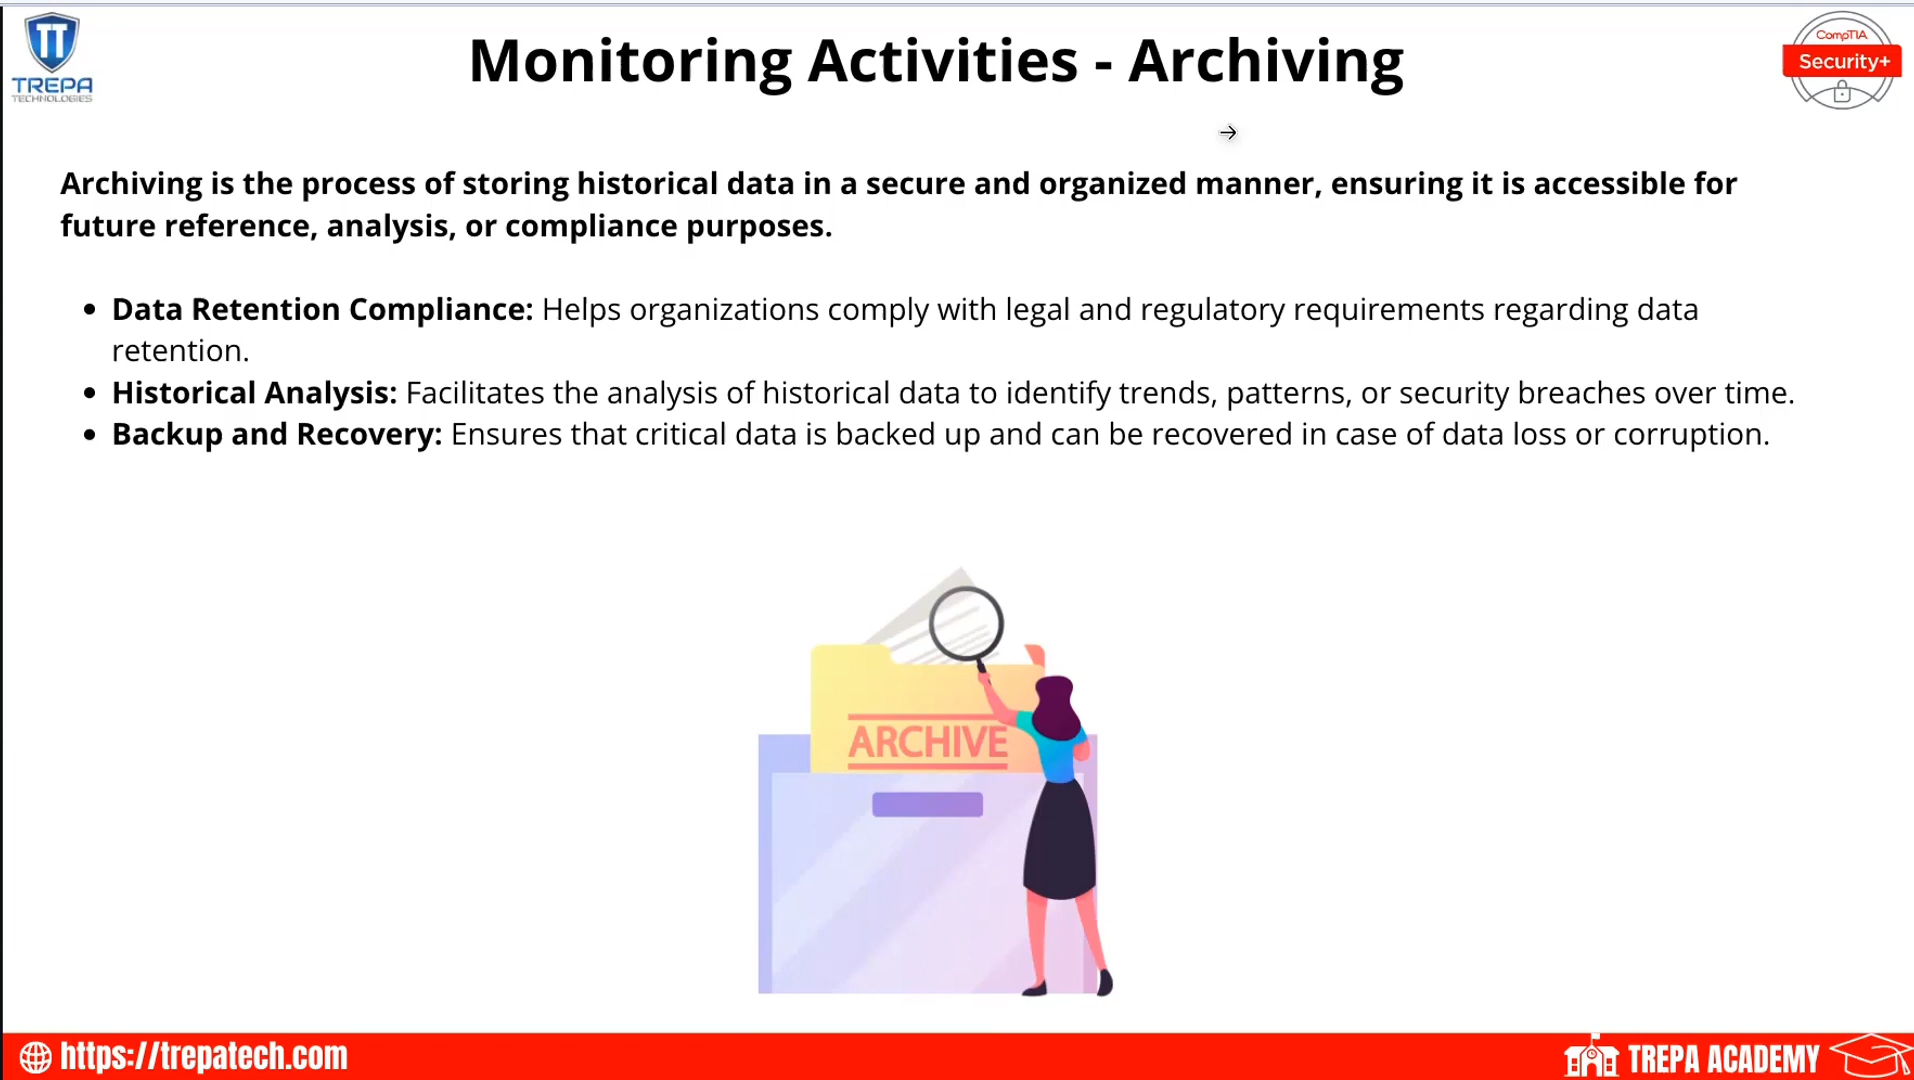 TREPA
TECHNOLOGIES
Monitoring Activities - Archiving
CompTIA
Security+
Archiving is the process of storing historical data in a secure and organized manner, ensuring it is accessible for
future reference, analysis, or compliance purposes.
• Data Retention Compliance: Helps organizations comply with legal and regulatory requirements regarding data
retention.
• Historical Analysis: Facilitates the analysis of historical data to identify trends, patterns, or security breaches over time.
• Backup and Recovery: Ensures that critical data is backed up and can be recovered in case of data loss or corruption.
ARCHIVE
https://trepatech.com
TREPA ACADEMY